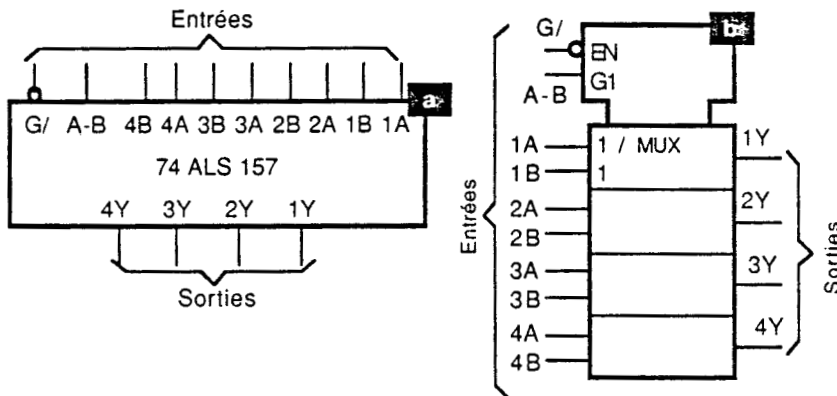 Entrées
a
G/ A-B 4B 4A 3B 3A 2B 2A 1B 1A
74 ALS 157
4Y 3Y 2Y 1Y
Sorties
b
G/
EN
G1
A-B
Entrées
1A 1 / MUX 1Y
1B 1
2A 2Y
2B
3A 3Y
3B
4A 4Y
4B
Sorties